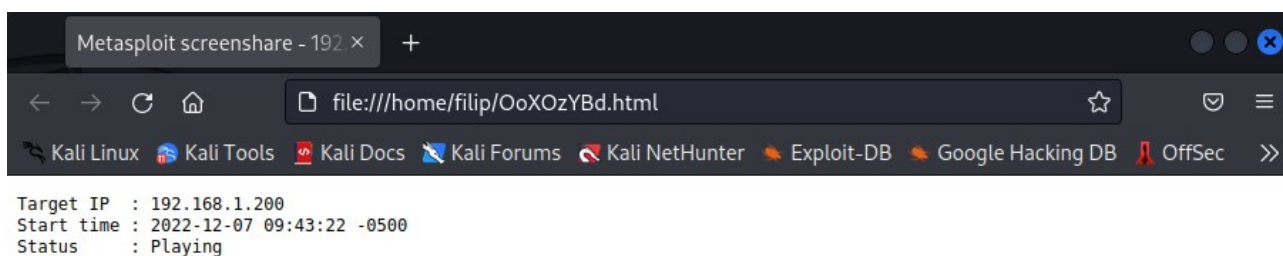 Metasploit screenshare - 192.
file:///home/filip/OoXOzYBd.html
Kali Linux Kali Tools Kali Docs Kali Forums Kali NetHunter Exploit-DB Google Hacking DB OffSec
Target IP : 192.168.1.200
Start time : 2022-12-07 09:43:22 -0500
Status : Playing